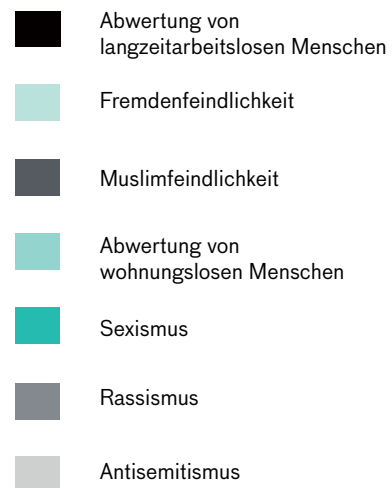 Abwertung von
langzeitarbeitslosen Menschen
Fremdenfeindlichkeit
Muslimfeindlichkeit
Abwertung von
wohnungslosen Menschen
Sexismus
Rassismus
Antisemitismus